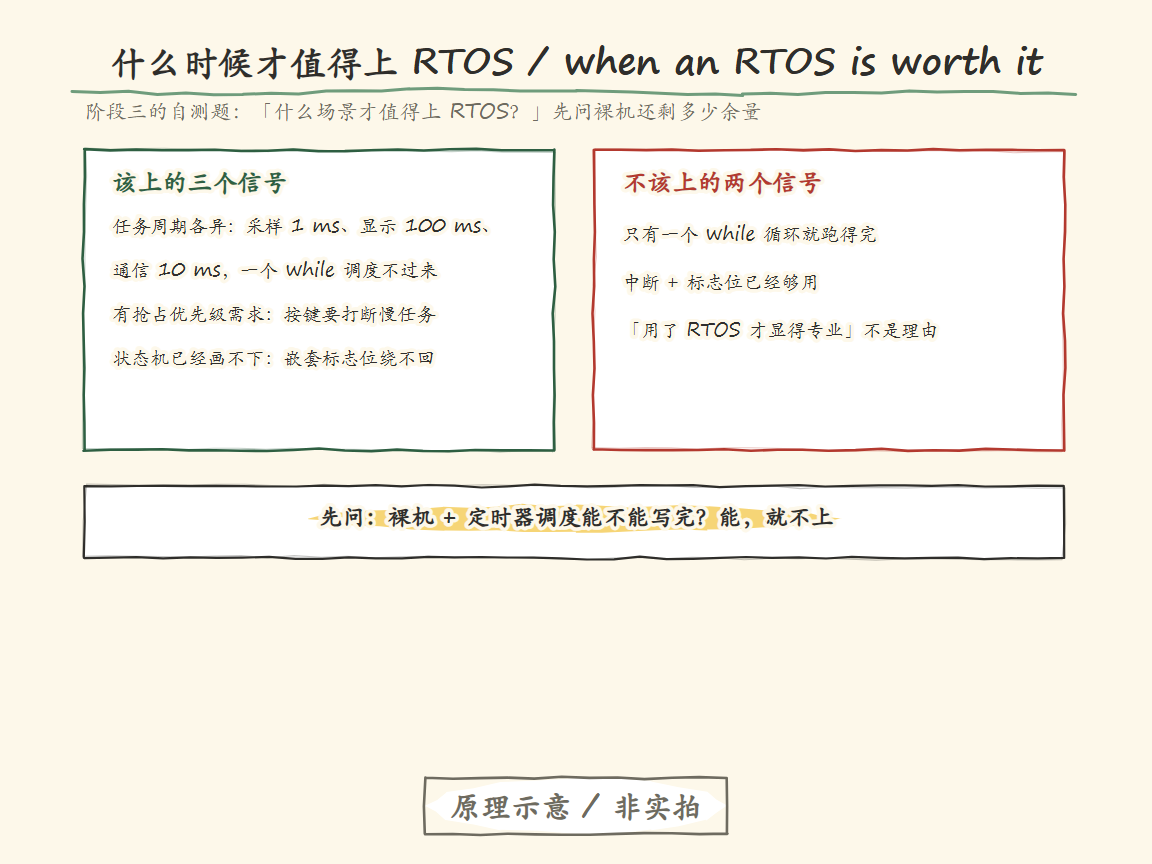 什么时候才值得上 RTOS / when an RTOS is worth it
阶段三的自测题：「什么场景才值得上 RTOS？」先问裸机还剩多少余量
该上的三个信号
任务周期各异：采样 1 ms、显示 100 ms、
通信 10 ms，一个 while 调度不过来
有抢占优先级需求：按键要打断慢任务
状态机已经画不下：嵌套标志位绕不回
不该上的两个信号
只有一个 while 循环就跑得完
中断 + 标志位已经够用
「用了 RTOS 才显得专业」不是理由
先问：裸机 + 定时器调度能不能写完？能，就不上
原理示意 / 非实拍